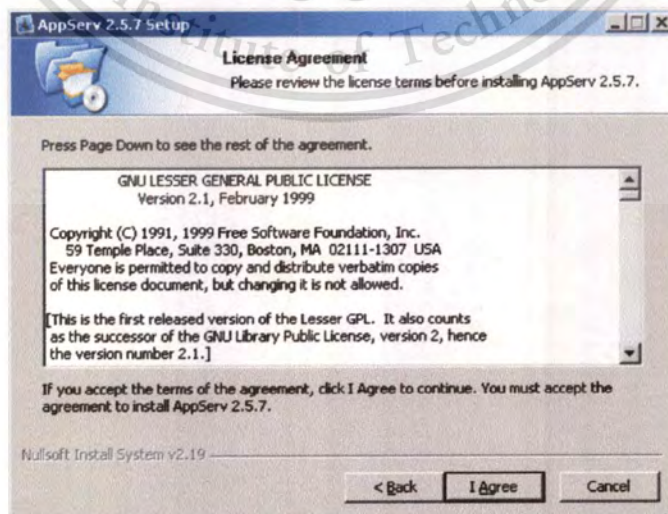 AppServ 2.5.7 Setup
Institute of Techno
License Agreement
Please review the license terms before installing AppServ 2.5.7.
Press Page Down to see the rest of the agreement.
GNU LESSER GENERAL PUBLIC LICENSE
Version 2.1, February 1999
Copyright (C) 1991, 1999 Free Software Foundation, Inc.
59 Temple Place, Suite 330, Boston, MA 02111-1307 USA
Everyone is permitted to copy and distribute verbatim copies
of this license document, but changing it is not allowed.
[This is the first released version of the Lesser GPL. It also counts
as the successor of the GNU Library Public License, version 2, hence
the version number 2.1.]
If you accept the terms of the agreement, click I Agree to continue. You must accept the
agreement to install AppServ 2.5.7.
Nullsoft Install System v2.19
< Back
I Agree
Cancel